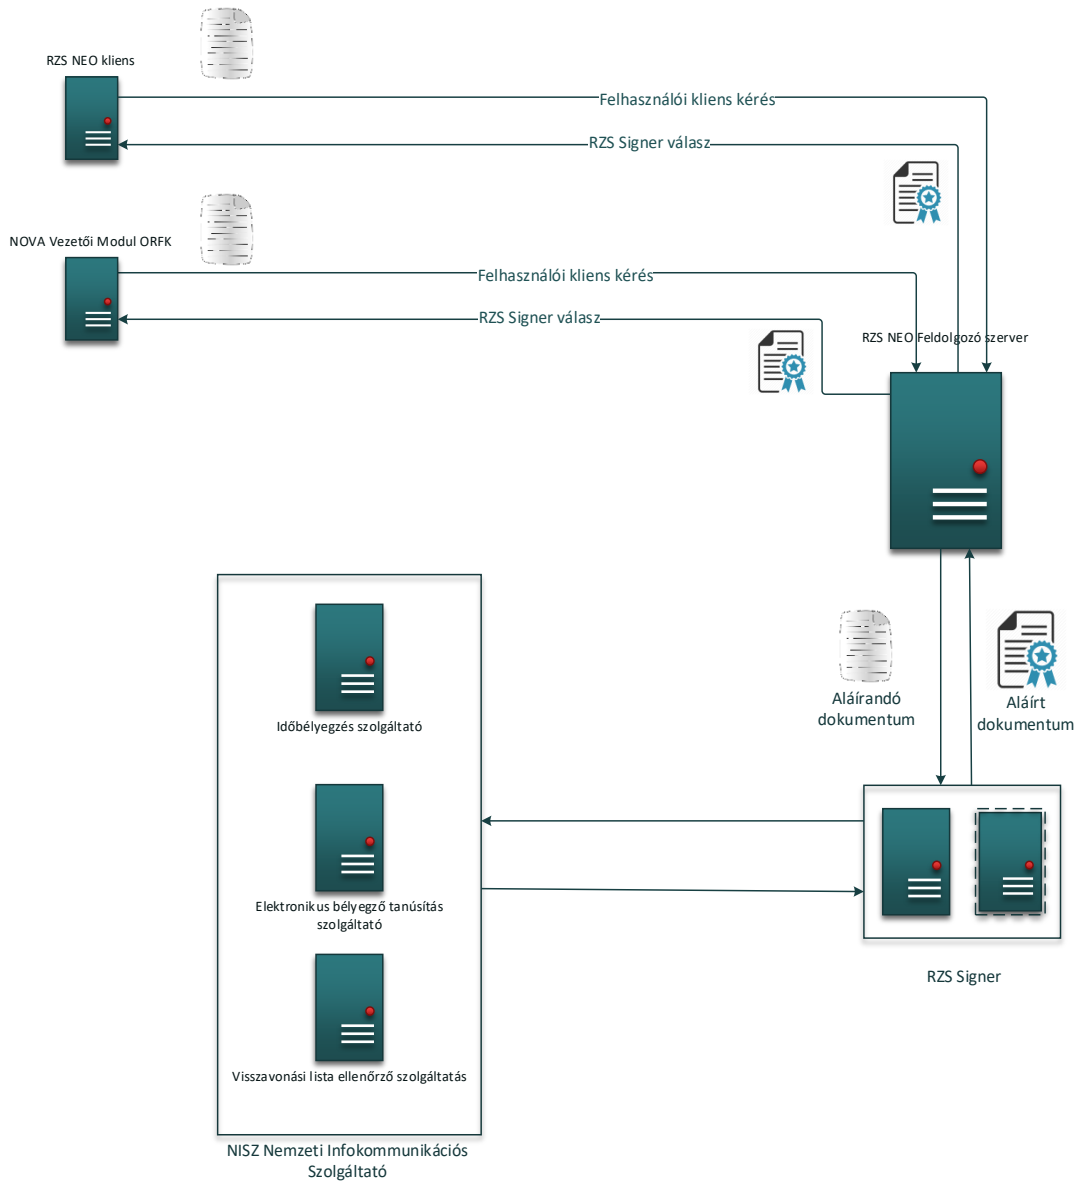 RZS NEO kliens
Felhasználói kliens kérés
RZS Signer válasz
NOVA Vezetői Modul ORFK
Felhasználói kliens kérés
RZS Signer válasz
RZS NEO Feldolgozó szerver
Aláírandó
dokumentum
Aláírt
dokumentum
Időbélyegzés szolgáltató
Elektronikus bélyegző tanúsítás
szolgáltató
RZS Signer
Visszavonási lista ellenőrző szolgáltatás
NISZ Nemzeti Infokommunikációs
Szolgáltató